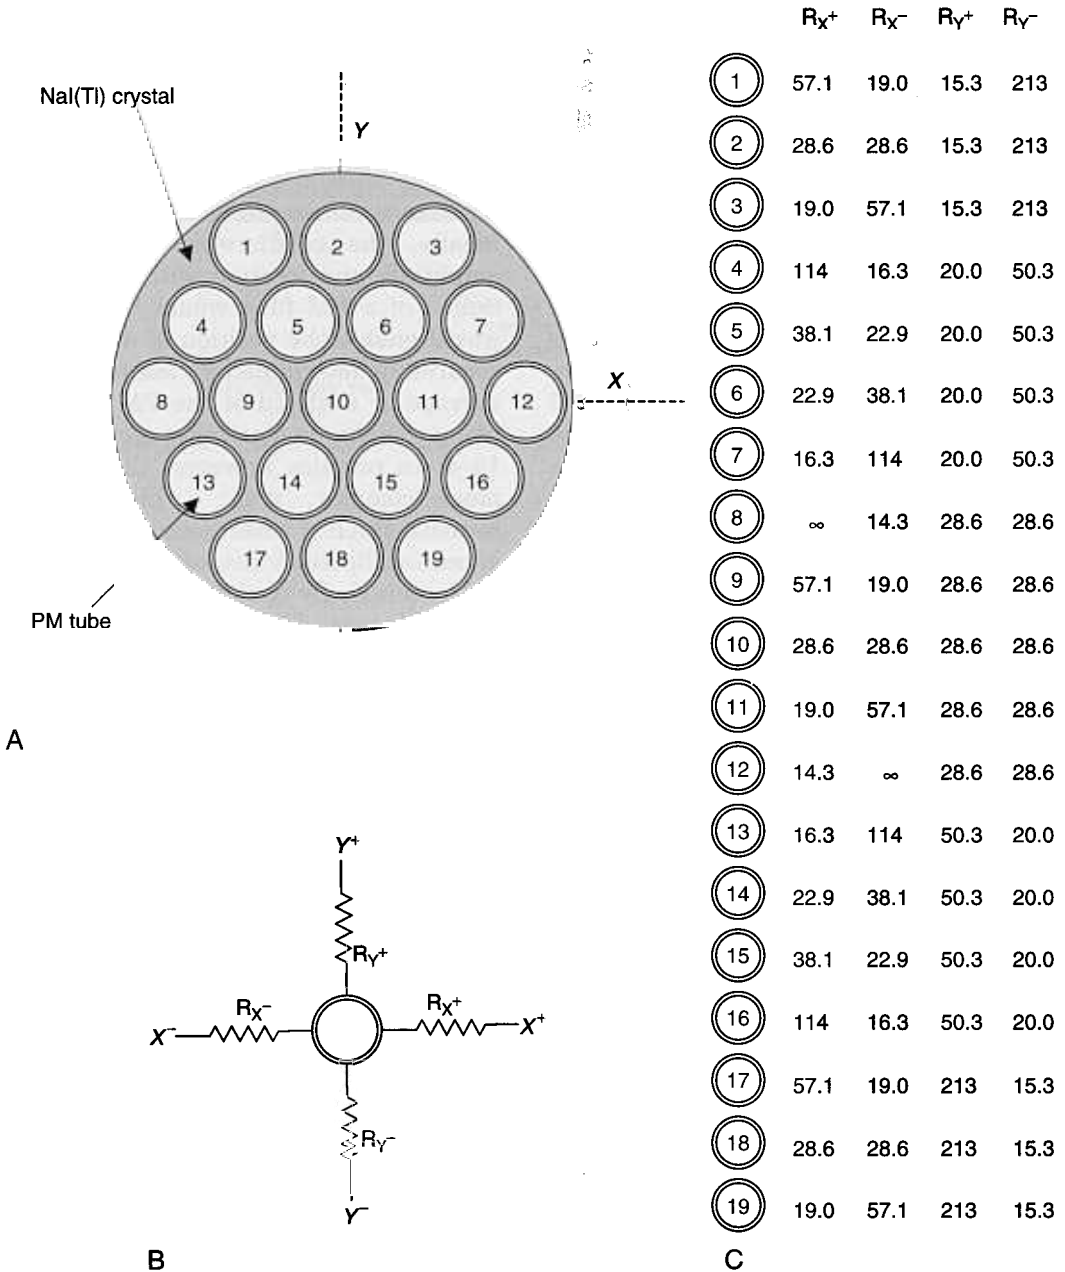 R_X+ R_X− R_Y+ R_Y−
NaI(Tl) crystal
Y
X
1 2 3
4 5 6 7
8 9 10 11 12
13 14 15 16
17 18 19
PM tube
A
Y+
R_Y+
R_X− R_X+
X− X+
R_Y−
Y−
B
1 57.1 19.0 15.3 213
2 28.6 28.6 15.3 213
3 19.0 57.1 15.3 213
4 114 16.3 20.0 50.3
5 38.1 22.9 20.0 50.3
6 22.9 38.1 20.0 50.3
7 16.3 114 20.0 50.3
8 ∞ 14.3 28.6 28.6
9 57.1 19.0 28.6 28.6
10 28.6 28.6 28.6 28.6
11 19.0 57.1 28.6 28.6
12 14.3 ∞ 28.6 28.6
13 16.3 114 50.3 20.0
14 22.9 38.1 50.3 20.0
15 38.1 22.9 50.3 20.0
16 114 16.3 50.3 20.0
17 57.1 19.0 213 15.3
18 28.6 28.6 213 15.3
19 19.0 57.1 213 15.3
C